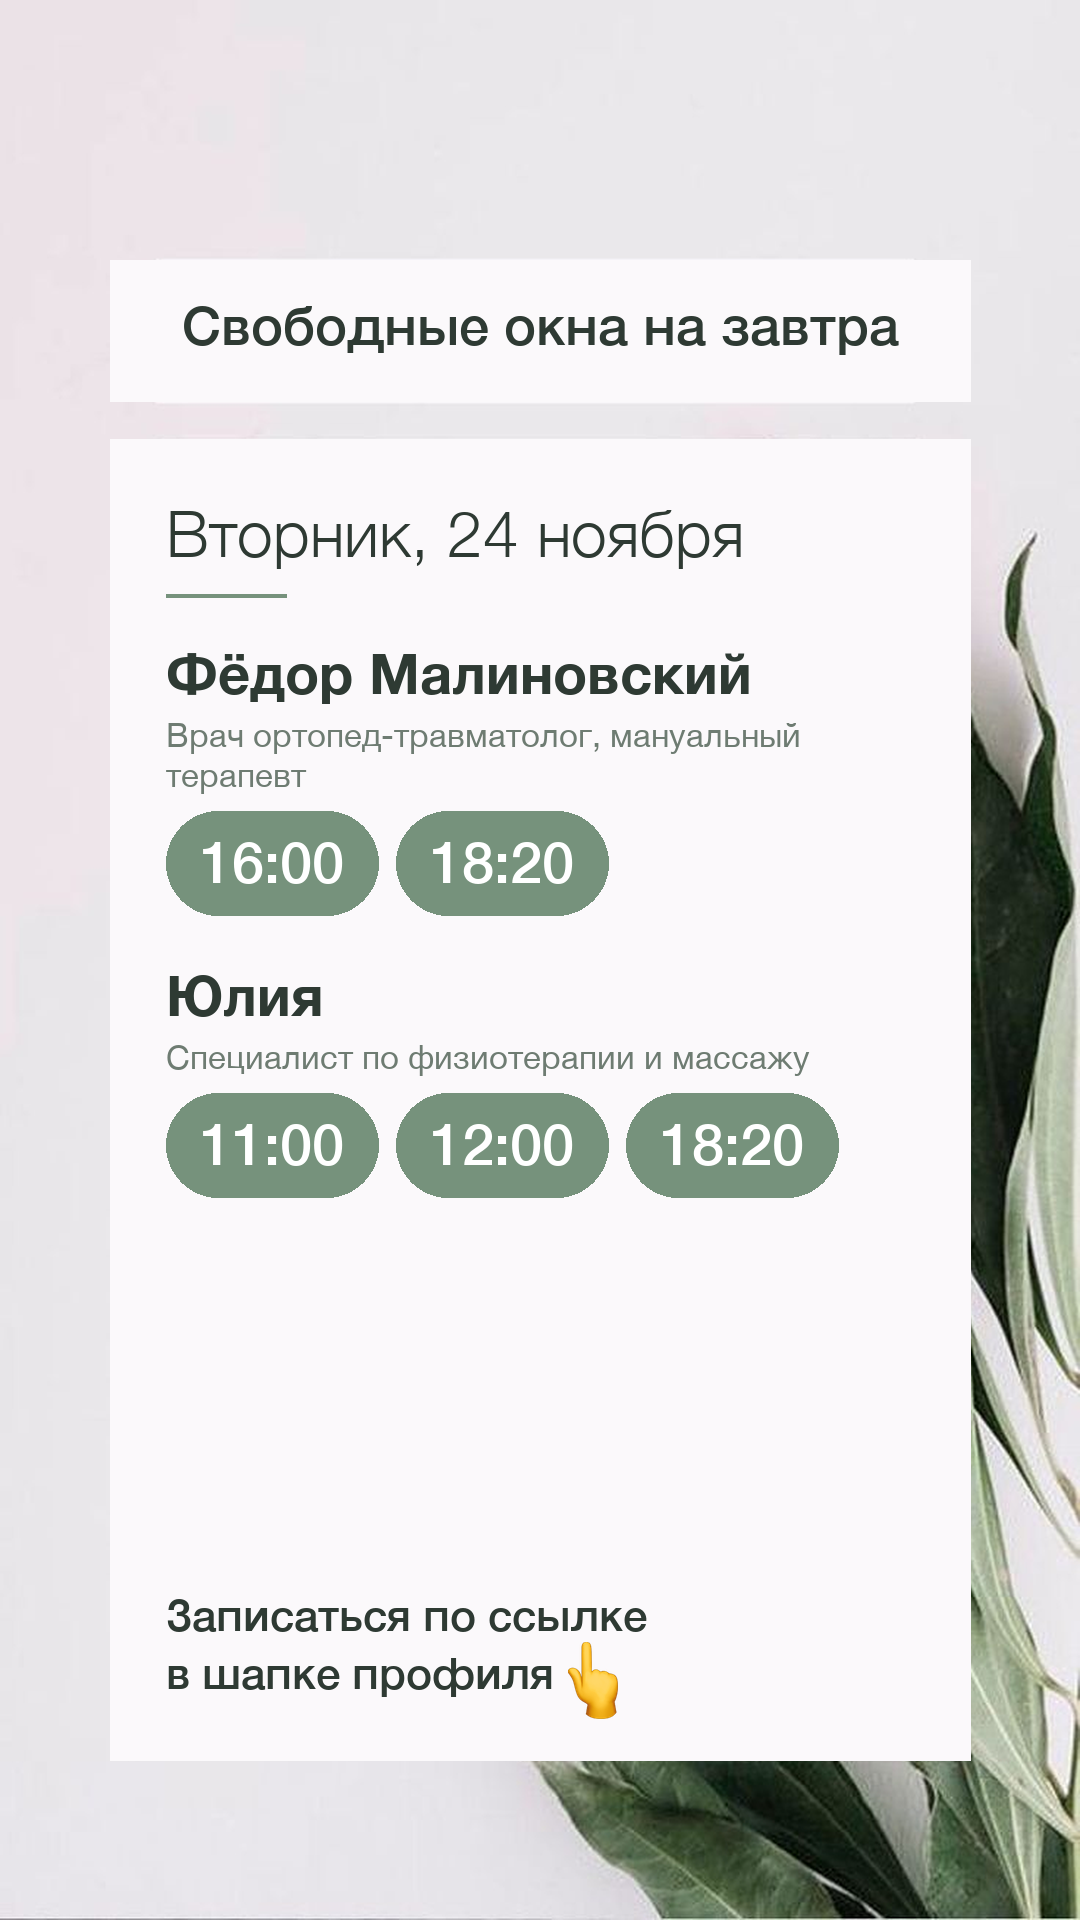 Свободные окна на завтра
Вторник, 24 ноября
Фёдор Малиновский
Врач ортопед-травматолог, мануальный
терапевт
16:00 18:20
Юлия
Специалист по физиотерапии и массажу
11:00 12:00 18:20
Записаться по ссылке
в шапке профиля 👆